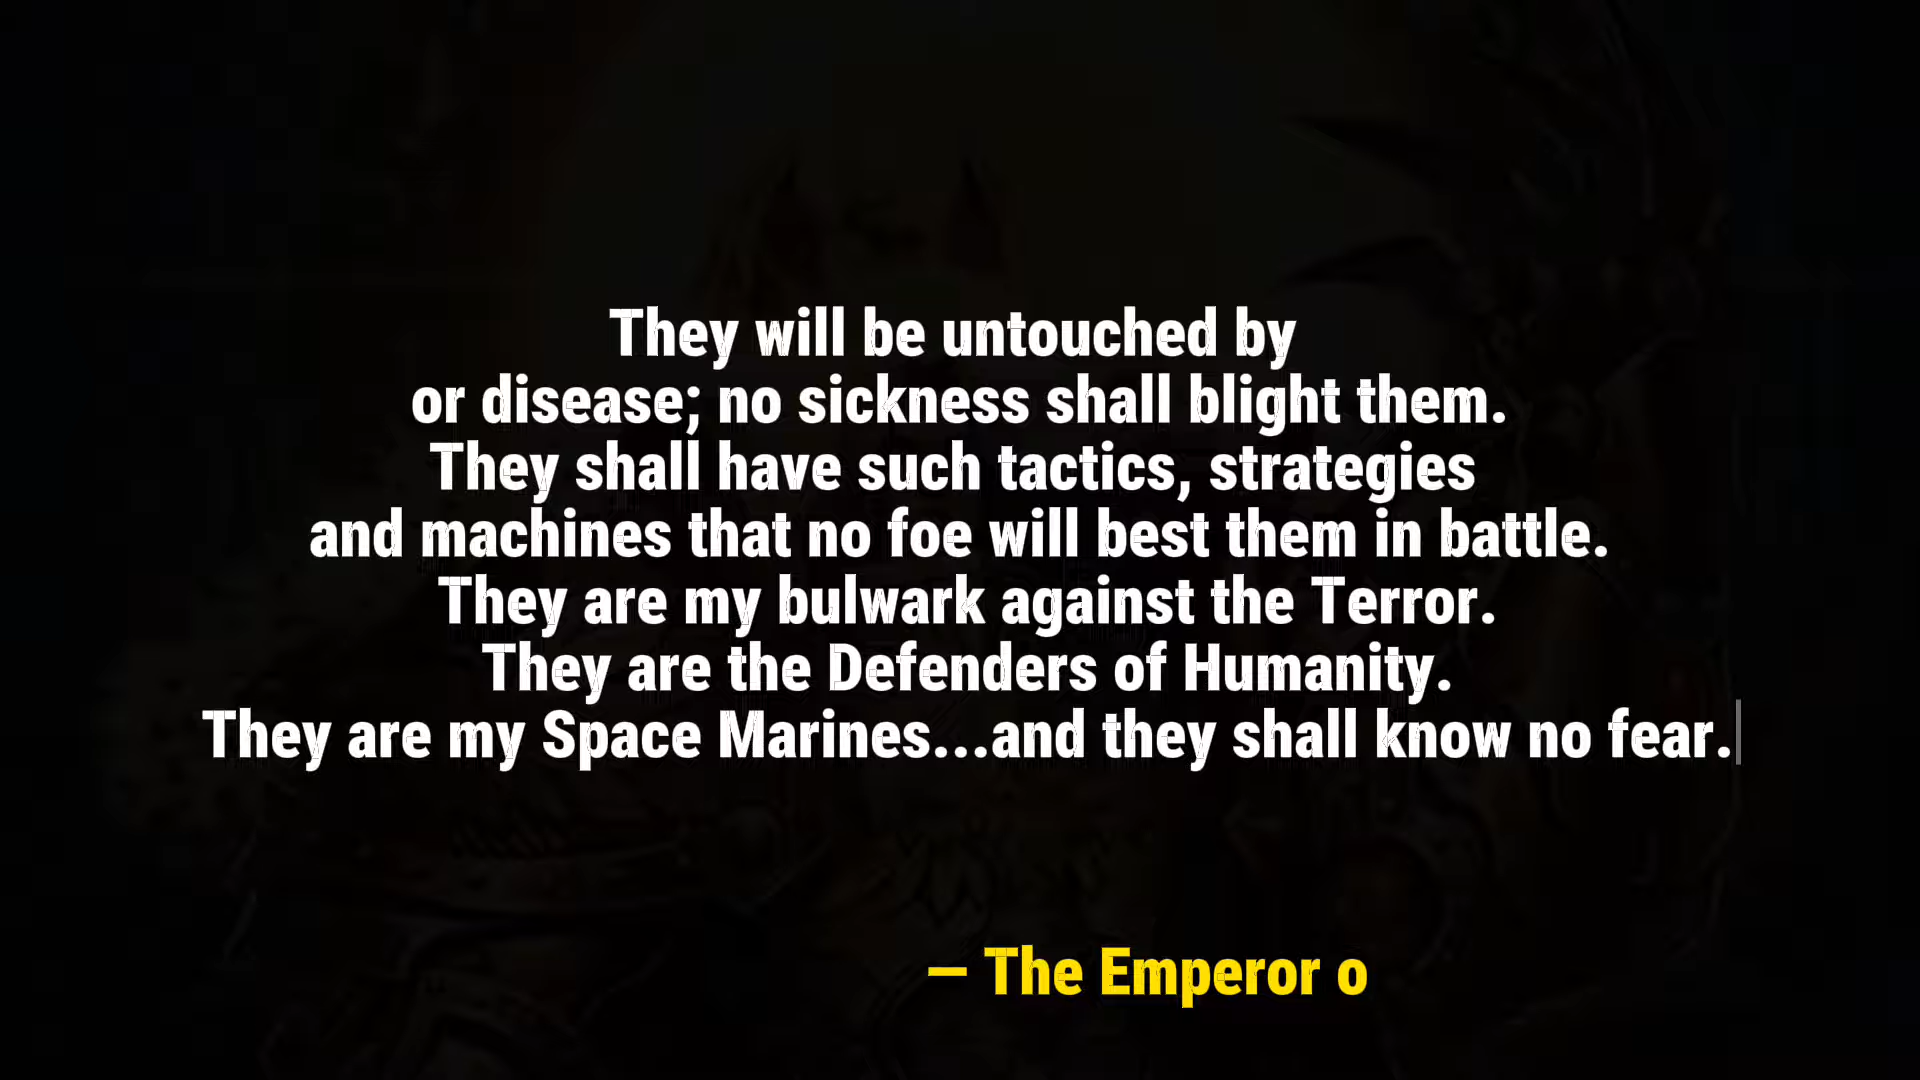 They will be untouched by
or disease; no sickness shall blight them.
They shall have such tactics, strategies
and machines that no foe will best them in battle.
They are my bulwark against the Terror.
They are the Defenders of Humanity.
They are my Space Marines...and they shall know no fear.
– The Emperor o